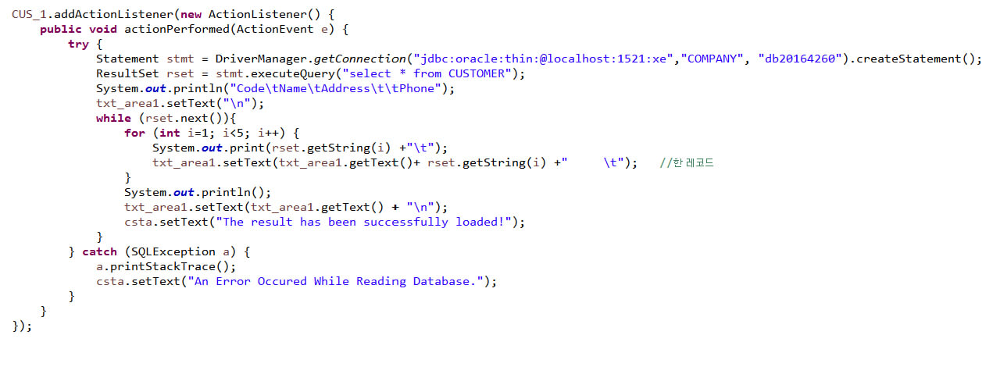 CUS_1.addActionListener(new ActionListener() {
    public void actionPerformed(ActionEvent e) {
        try {
            Statement stmt = DriverManager.getConnection("jdbc:oracle:thin:@localhost:1521:xe","COMPANY", "db20164260").createStatement();
            ResultSet rset = stmt.executeQuery("select * from CUSTOMER");
            System.out.println("Code\tName\tAddress\t\tPhone");
            txt_area1.setText("\n");
            while (rset.next()){
                for (int i=1; i<5; i++) {
                    System.out.print(rset.getString(i) +"\t");
                    txt_area1.setText(txt_area1.getText()+ rset.getString(i) +"     \t");   //한 레코드
                }
                System.out.println();
                txt_area1.setText(txt_area1.getText() + "\n");
                csta.setText("The result has been successfully loaded!");
            }
        } catch (SQLException a) {
            a.printStackTrace();
            csta.setText("An Error Occured While Reading Database.");
        }
    }
});